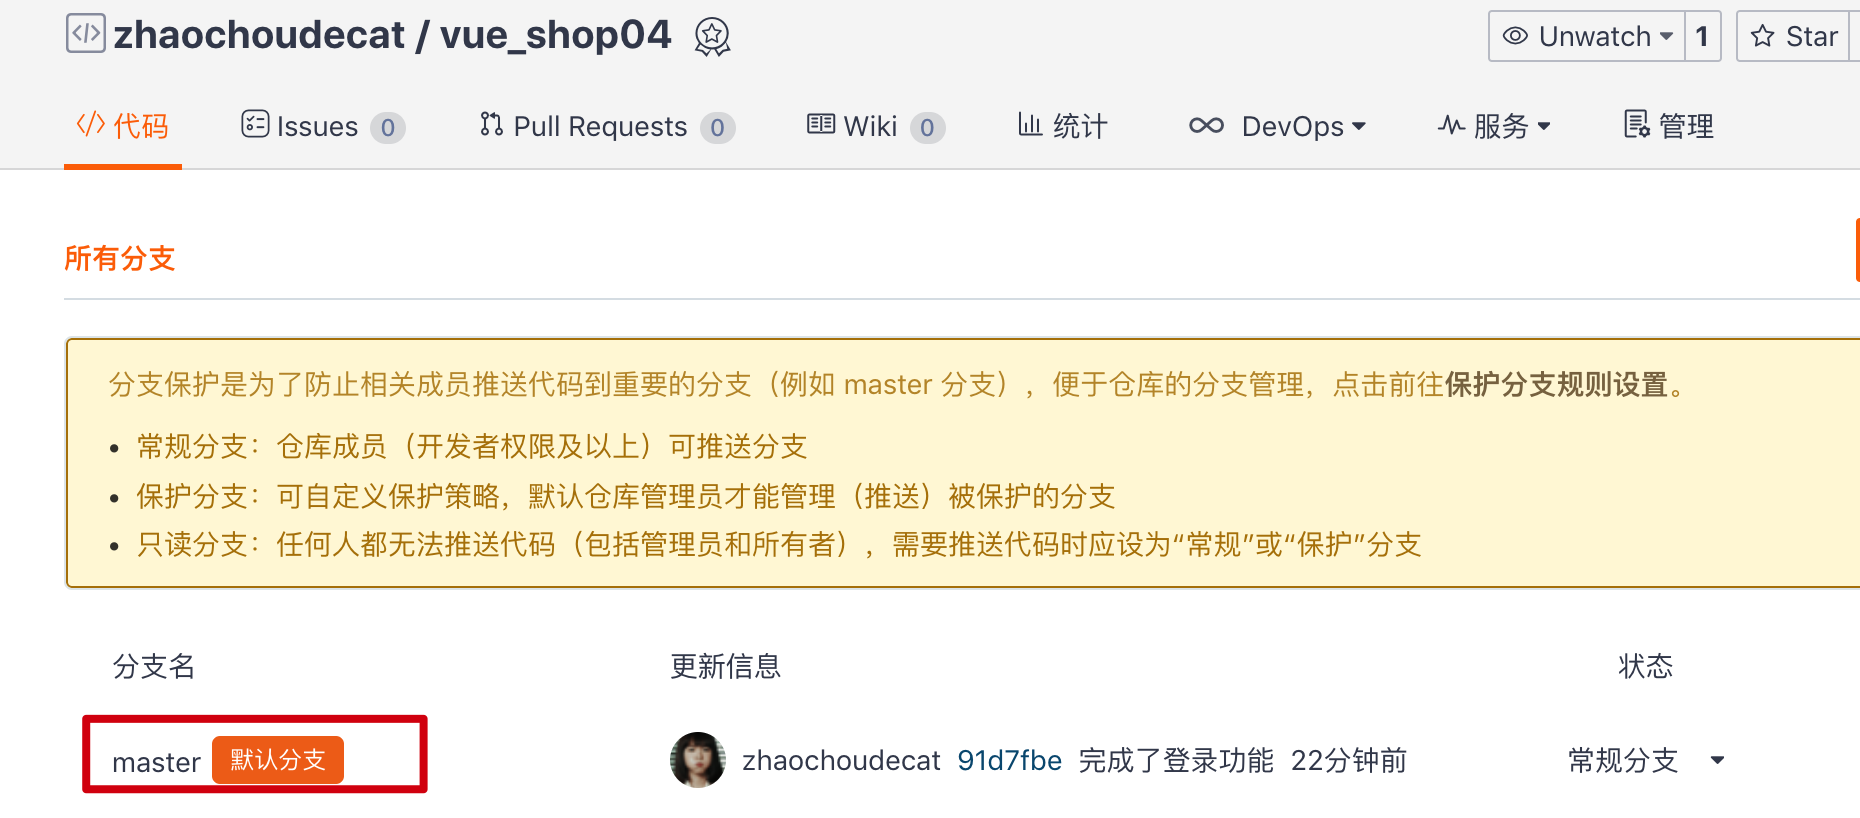 zhaochoudecat / vue_shop04
Unwatch 1 Star
代码 Issues 0 Pull Requests 0 Wiki 0 统计 DevOps 服务 管理
所有分支
分支保护是为了防止相关成员推送代码到重要的分支（例如 master 分支），便于仓库的分支管理，点击前往保护分支规则设置。
• 常规分支：仓库成员（开发者权限及以上）可推送分支
• 保护分支：可自定义保护策略，默认仓库管理员才能管理（推送）被保护的分支
• 只读分支：任何人都无法推送代码（包括管理员和所有者），需要推送代码时应设为“常规”或“保护”分支
分支名 更新信息 状态
master 默认分支 zhaochoudecat 91d7fbe 完成了登录功能 22分钟前 常规分支